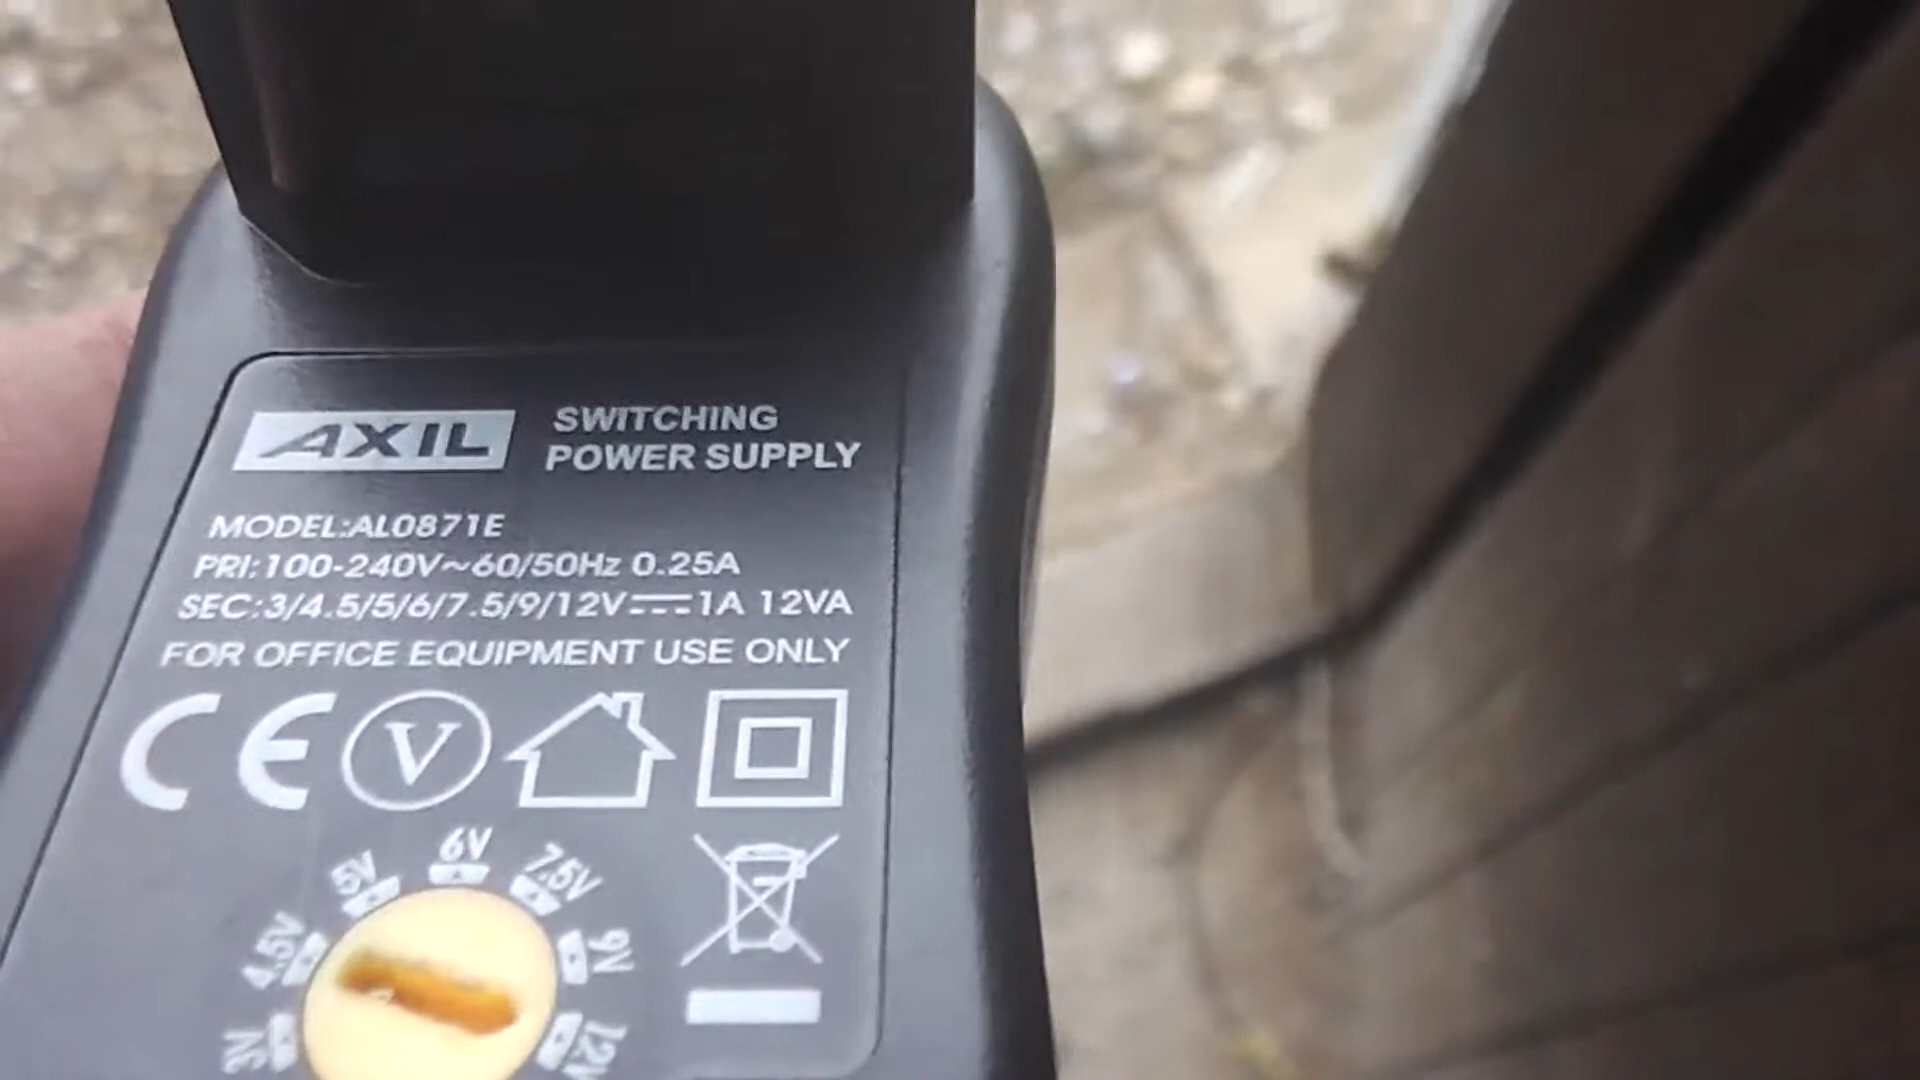 AXIL
SWITCHING
POWER SUPPLY
MODEL:AL0871E
PRI:100-240V~60/50Hz 0.25A
SEC:3/4.5/5/6/7.5/9/12V⎓1A 12VA
FOR OFFICE EQUIPMENT USE ONLY
CE V
3V
4.5V
5V
6V
7.5V
9V
12V